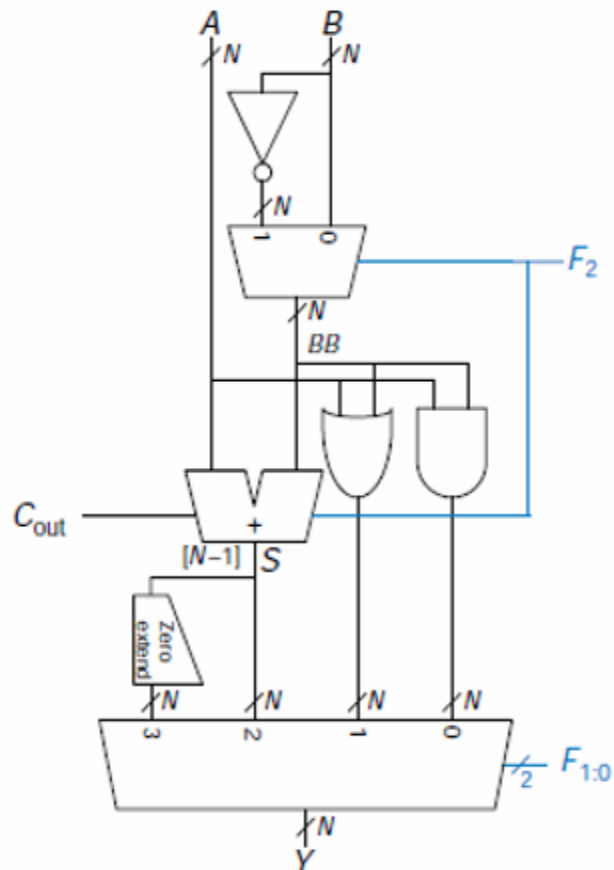 A B
N N
N
1 0
F2
N
BB
Cout
+
[N-1] S
Zero
extend
N N N N
3 2 1 0
2 F1:0
N
Y